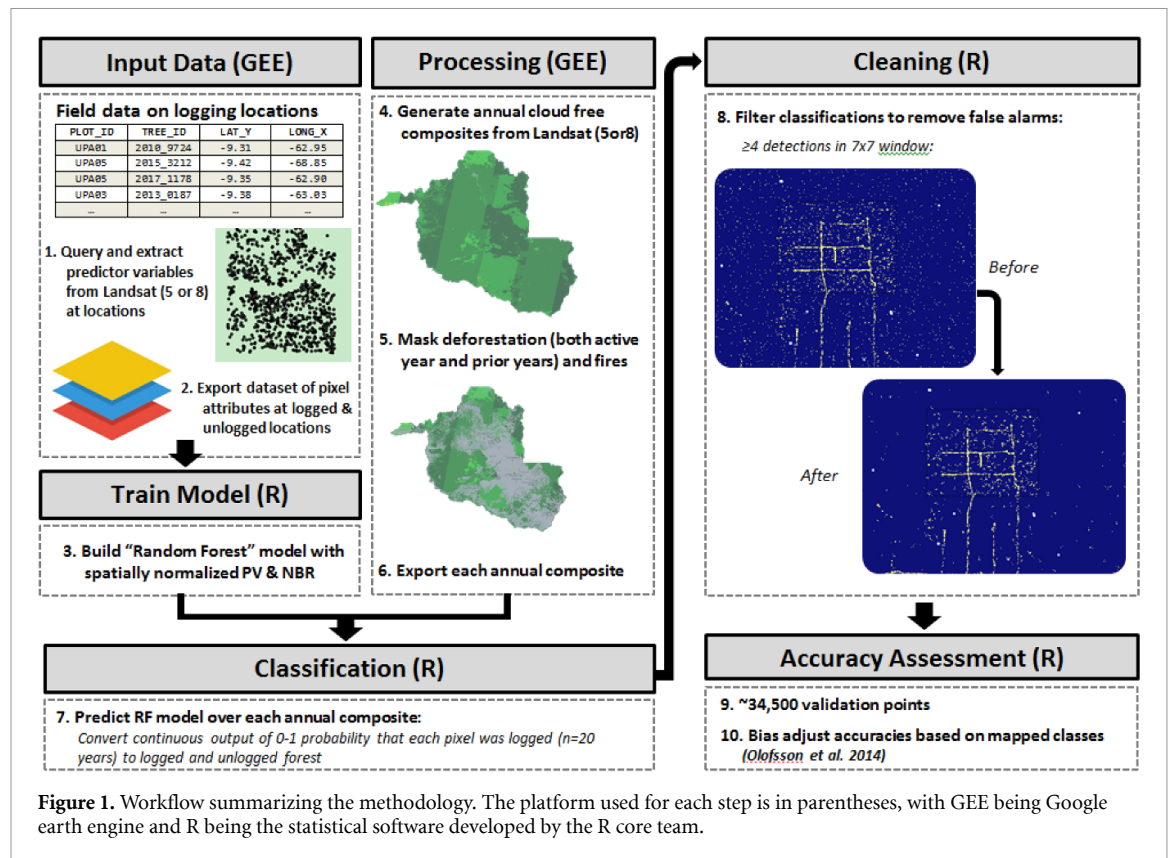 Input Data (GEE)
Field data on logging locations
PLOT_ID TREE_ID LAT_Y LONG_X
UPA01 2010_9724 -9.31 -62.95
UPA05 2015_3212 -9.42 -68.85
UPA05 2017_1178 -9.35 -62.90
UPA03 2013_0187 -9.38 -63.03
… … … …
1. Query and extract
predictor variables
from Landsat (5 or 8)
at locations
2. Export dataset of pixel
attributes at logged &
unlogged locations
Train Model (R)
3. Build “Random Forest” model with
spatially normalized PV & NBR
Processing (GEE)
4. Generate annual cloud free
composites from Landsat (5or8)
5. Mask deforestation (both active
year and prior years) and fires
6. Export each annual composite
Classification (R)
7. Predict RF model over each annual composite:
Convert continuous output of 0-1 probability that each pixel was logged (n=20
years) to logged and unlogged forest
Cleaning (R)
8. Filter classifications to remove false alarms:
≥4 detections in 7x7 window:
Before
After
Accuracy Assessment (R)
9. ~34,500 validation points
10. Bias adjust accuracies based on mapped classes
(Olofsson et al. 2014)
Figure 1. Workflow summarizing the methodology. The platform used for each step is in parentheses, with GEE being Google
earth engine and R being the statistical software developed by the R core team.